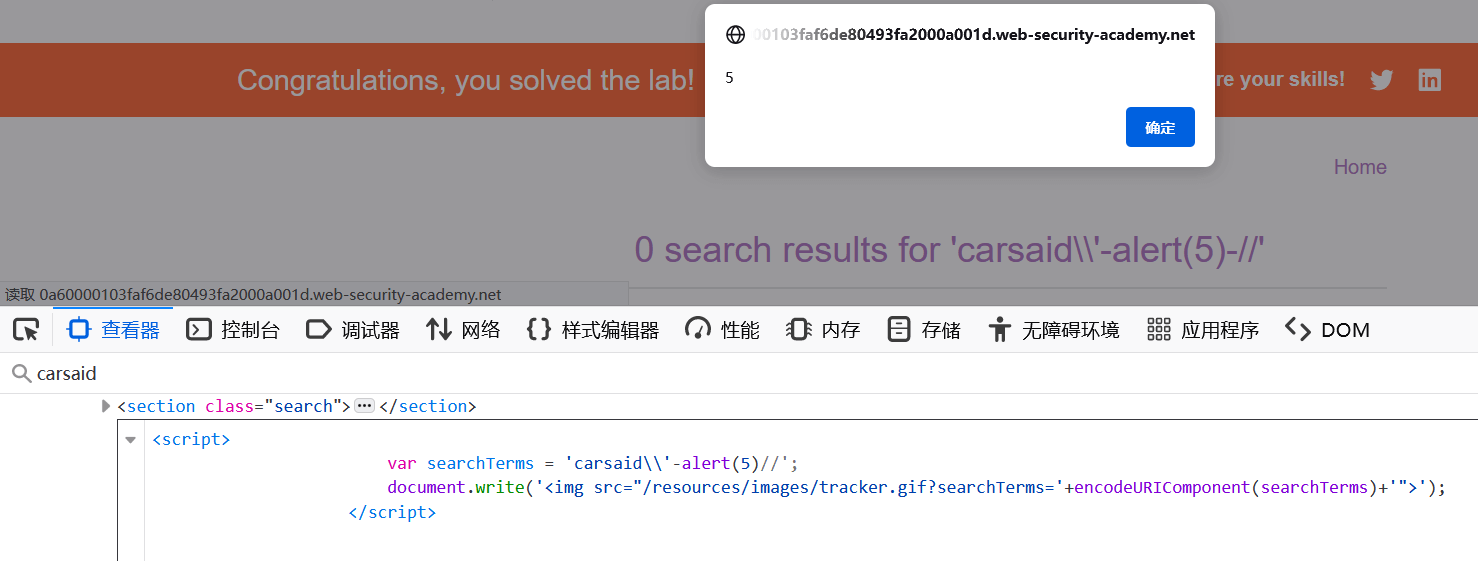 00103faf6de80493fa2000a001d.web-security-academy.net
5
确定
Congratulations, you solved the lab!
re your skills!
Home
0 search results for 'carsaid\\'-alert(5)-//'
读取 0a60000103faf6de80493fa2000a001d.web-security-academy.net
查看器 控制台 调试器 网络 样式编辑器 性能 内存 存储 无障碍环境 应用程序 DOM
carsaid
<section class="search"> ••• </section>
<script>
var searchTerms = 'carsaid\\'-alert(5)//';
document.write('<img src="/resources/images/tracker.gif?searchTerms='+encodeURIComponent(searchTerms)+'">');
</script>